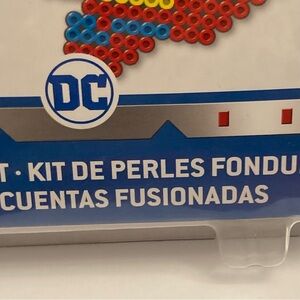 DC
T · KIT DE PERLES FONDU
CUENTAS FUSIONADAS